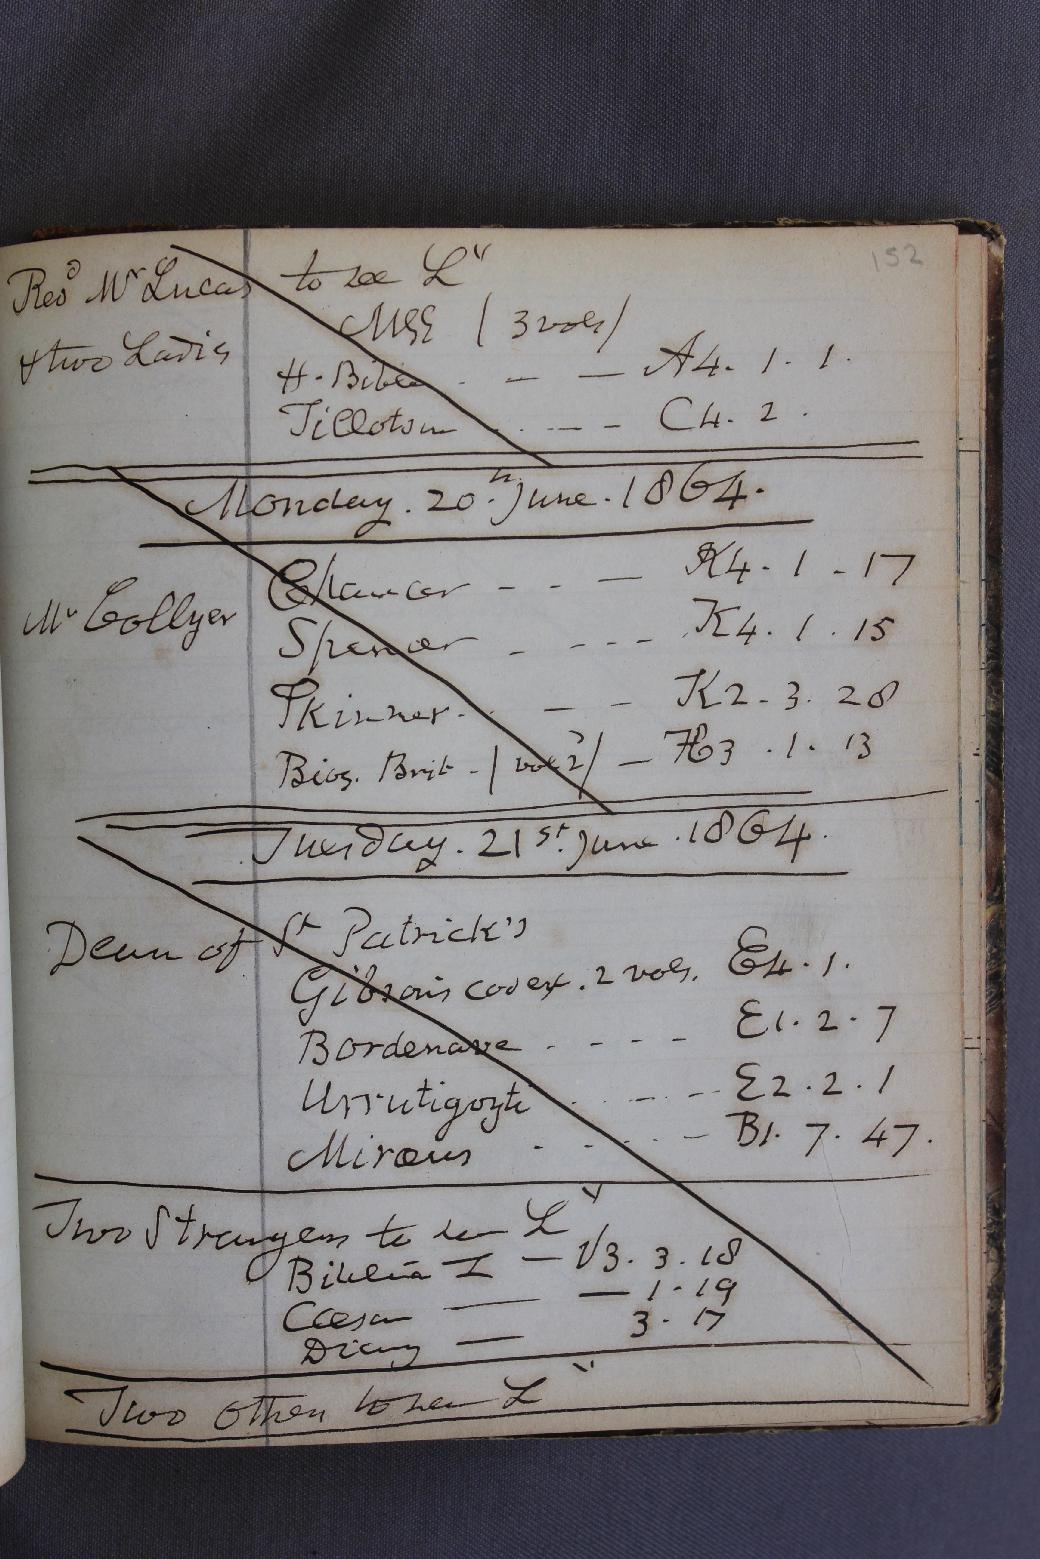 152
Revd Mr Lucas to see Ly
MSS (3 vols)
& two Ladies
H. Bible - - - A4. 1. 1.
Tillotson - - - - C4. 2.
Monday. 20th June. 1864.
Chaucer - - - K4. 1. 17
Mr Collyer
Spencer - - - - K4. 1. 15
Skinner - - - K2. 3. 28
Biog. Brit. (vol 2) - H3. 1. 13
Tuesday. 21st June. 1864.
Dean of St Patrick's
Gibson's codex. 2 vols. E4. 1.
Bordenave - - - - E1. 2. 7
Urrutigoyti - - - - E2. 2. 1
Miræus - - - - B1. 7. 47.
Two Strangers to see Ly
Biblia I — V3. 3. 18
Cæsar — — 1. 19
— 3. 17
Two others to see Ly